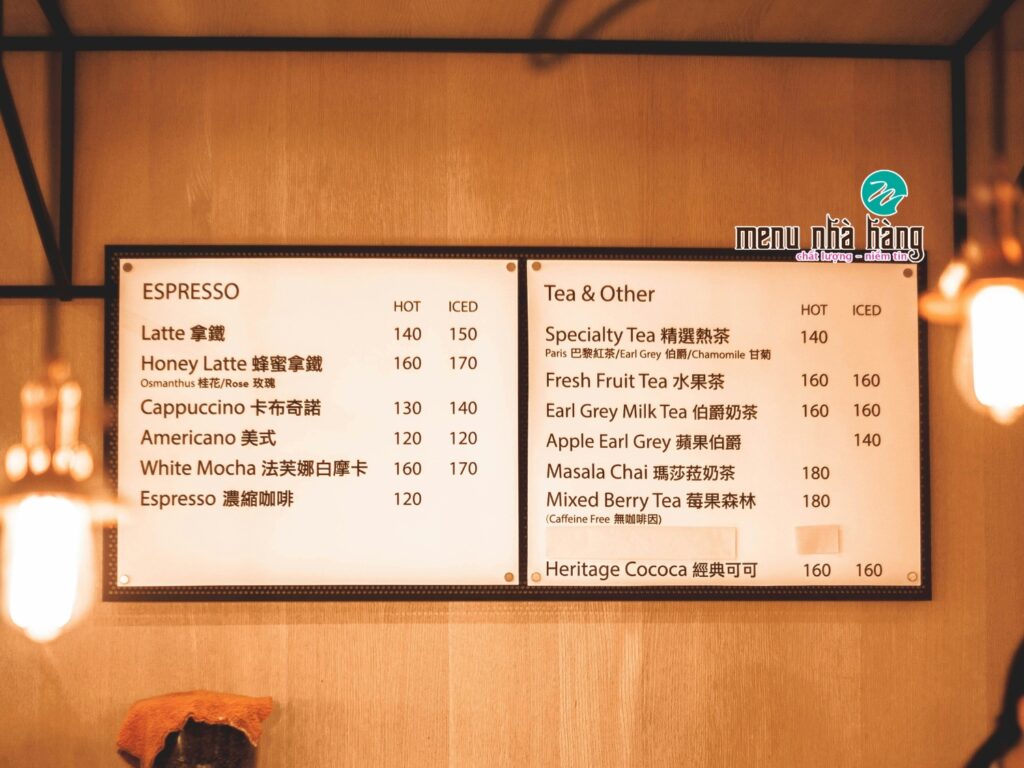 menu nhà hàng
chất lượng - niềm tin
ESPRESSO
HOT ICED
Latte 拿鐵 140 150
Honey Latte 蜂蜜拿鐵 160 170
Osmanthus 桂花/Rose 玫瑰
Cappuccino 卡布奇諾 130 140
Americano 美式 120 120
White Mocha 法芙娜白摩卡 160 170
Espresso 濃縮咖啡 120
Tea & Other
HOT ICED
Specialty Tea 精選熱茶 140
Paris 巴黎紅茶/Earl Grey 伯爵/Chamomile 甘菊
Fresh Fruit Tea 水果茶 160 160
Earl Grey Milk Tea 伯爵奶茶 160 160
Apple Earl Grey 蘋果伯爵 140
Masala Chai 瑪莎菈奶茶 180
Mixed Berry Tea 莓果森林 180
(Caffeine Free 無咖啡因)
Heritage Cococa 經典可可 160 160